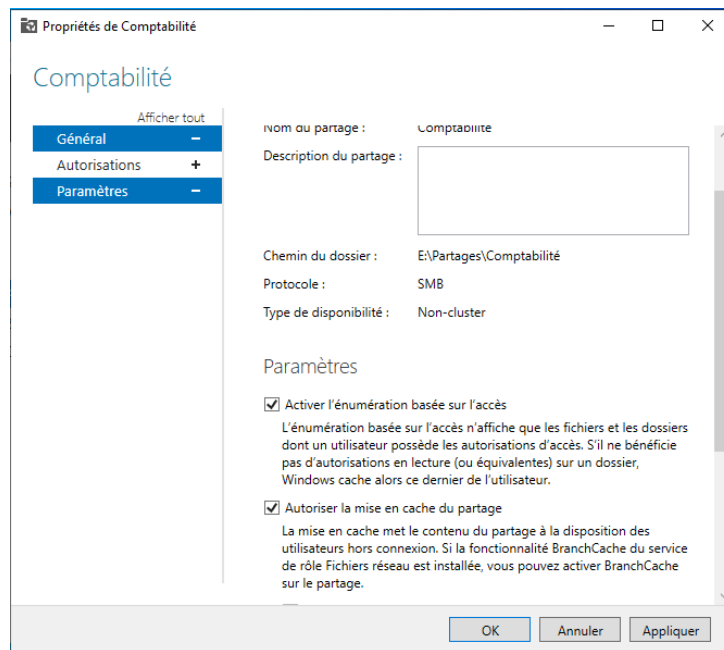 Propriétés de Comptabilité
Comptabilité
Afficher tout
Général
Autorisations
Paramètres
Nom du partage : Comptabilité
Description du partage :
Chemin du dossier : E:\Partages\Comptabilité
Protocole : SMB
Type de disponibilité : Non-cluster
Paramètres
Activer l'énumération basée sur l'accès
L'énumération basée sur l'accès n'affiche que les fichiers et les dossiers
dont un utilisateur possède les autorisations d'accès. S'il ne bénéficie
pas d'autorisations en lecture (ou équivalentes) sur un dossier,
Windows cache alors ce dernier de l'utilisateur.
Autoriser la mise en cache du partage
La mise en cache met le contenu du partage à la disposition des
utilisateurs hors connexion. Si la fonctionnalité BranchCache du service
de rôle Fichiers réseau est installée, vous pouvez activer BranchCache
sur le partage.
OK Annuler Appliquer